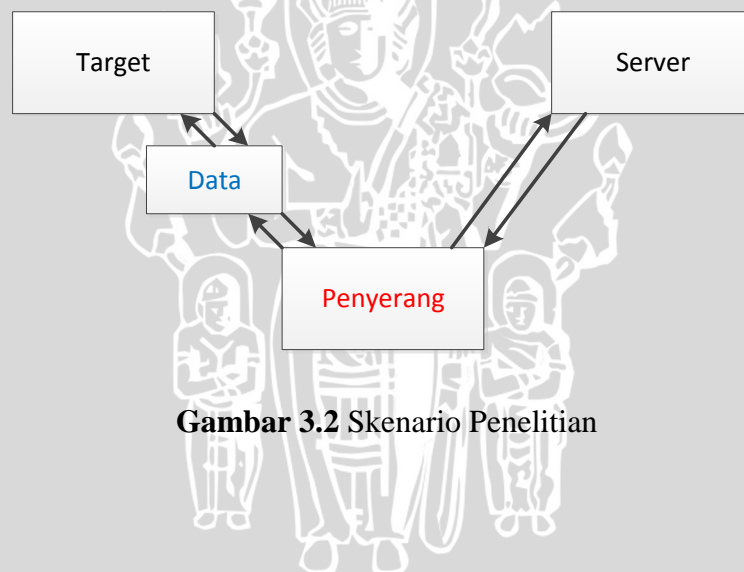 Target
Server
Data
Penyerang
Gambar 3.2 Skenario Penelitian